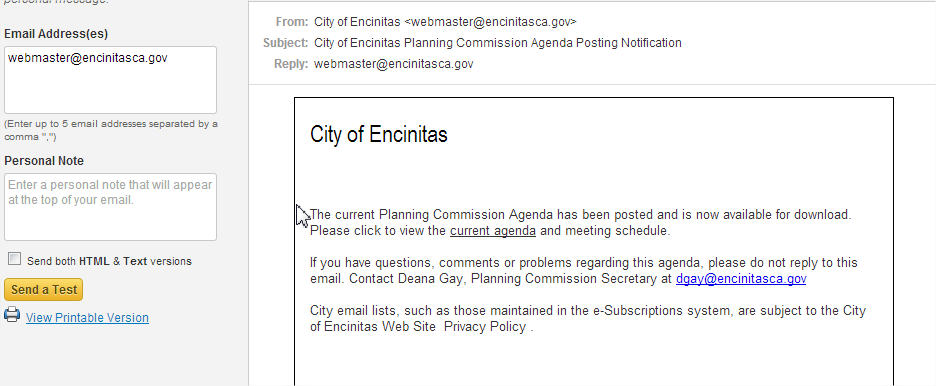 personal message.
Email Address(es)
webmaster@encinitasca.gov
(Enter up to 5 email addresses separated by a
comma ",")
Personal Note
Enter a personal note that will appear
at the top of your email.
Send both HTML & Text versions
Send a Test
View Printable Version
From: City of Encinitas <webmaster@encinitasca.gov>
Subject: City of Encinitas Planning Commission Agenda Posting Notification
Reply: webmaster@encinitasca.gov
City of Encinitas
The current Planning Commission Agenda has been posted and is now available for download.
Please click to view the current agenda and meeting schedule.
If you have questions, comments or problems regarding this agenda, please do not reply to this
email. Contact Deana Gay, Planning Commission Secretary at dgay@encinitasca.gov
City email lists, such as those maintained in the e-Subscriptions system, are subject to the City
of Encinitas Web Site  Privacy Policy .